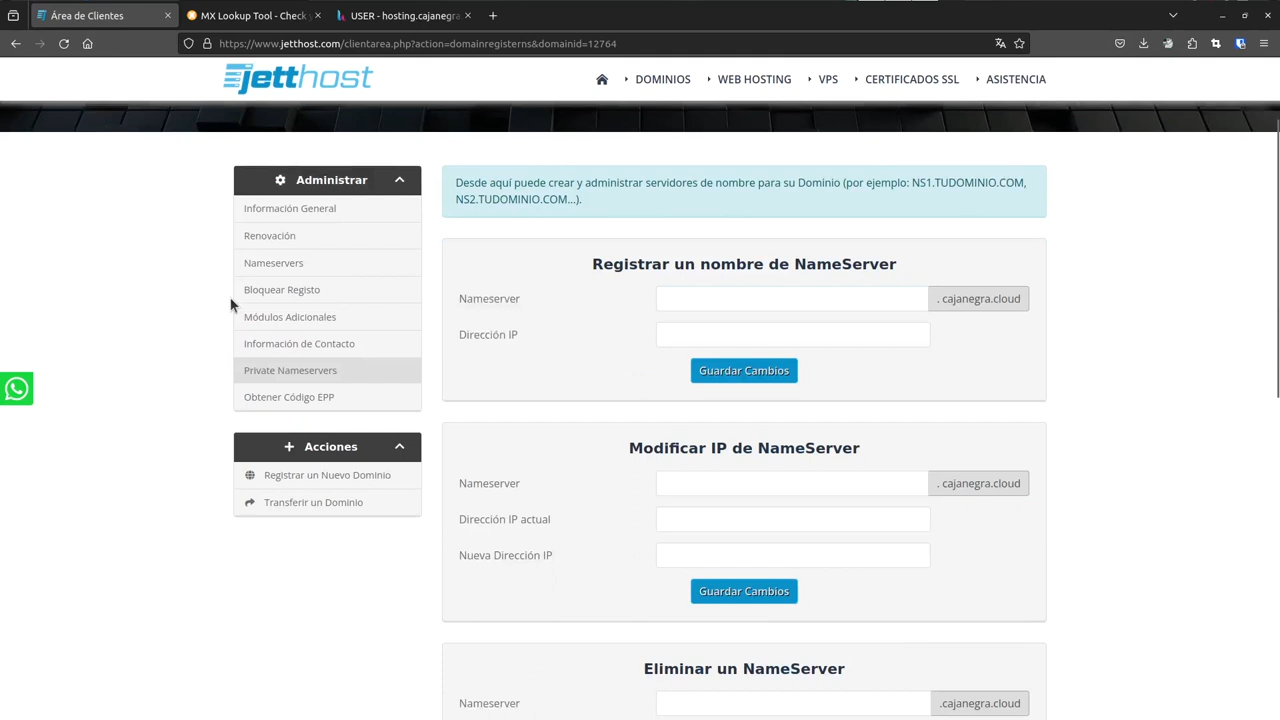 Área de Clientes
MX Lookup Tool - Check
USER - hosting.cajanegra
https://www.jetthost.com/clientarea.php?action=domainregisterns&domainid=12764
jetthost
DOMINIOS
WEB HOSTING
VPS
CERTIFICADOS SSL
ASISTENCIA
Administrar
Información General
Renovación
Nameservers
Bloquear Registo
Módulos Adicionales
Información de Contacto
Private Nameservers
Obtener Código EPP
Acciones
Registrar un Nuevo Dominio
Transferir un Dominio
Desde aquí puede crear y administrar servidores de nombre para su Dominio (por ejemplo: NS1.TUDOMINIO.COM,
NS2.TUDOMINIO.COM...).
Registrar un nombre de NameServer
Nameserver
. cajanegra.cloud
Dirección IP
Guardar Cambios
Modificar IP de NameServer
Nameserver
. cajanegra.cloud
Dirección IP actual
Nueva Dirección IP
Guardar Cambios
Eliminar un NameServer
Nameserver
.cajanegra.cloud